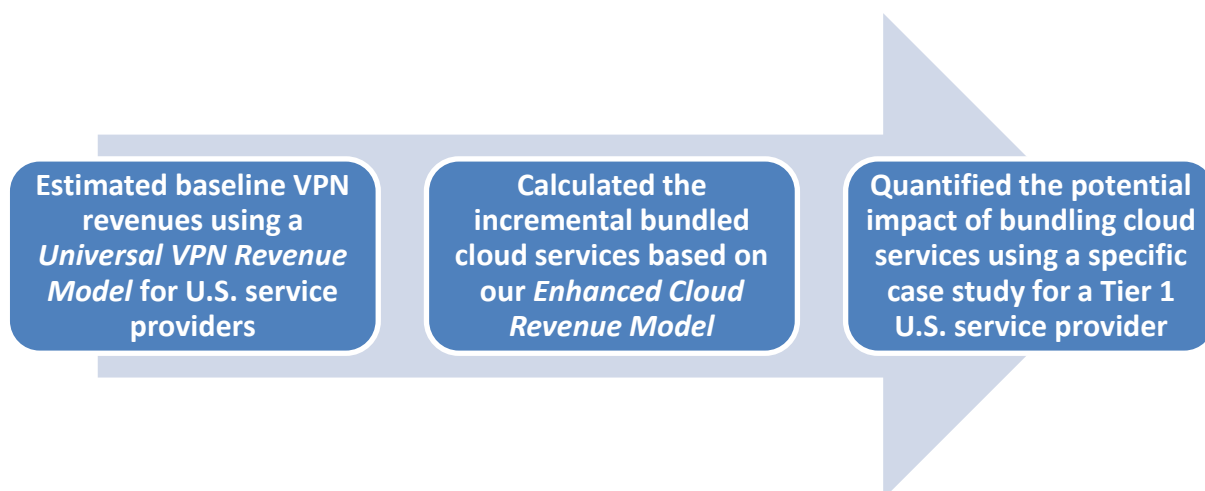 Estimated baseline VPN
revenues using a
Universal VPN Revenue
Model for U.S. service
providers
Calculated the
incremental bundled
cloud services based on
our Enhanced Cloud
Revenue Model
Quantified the potential
impact of bundling cloud
services using a specific
case study for a Tier 1
U.S. service provider